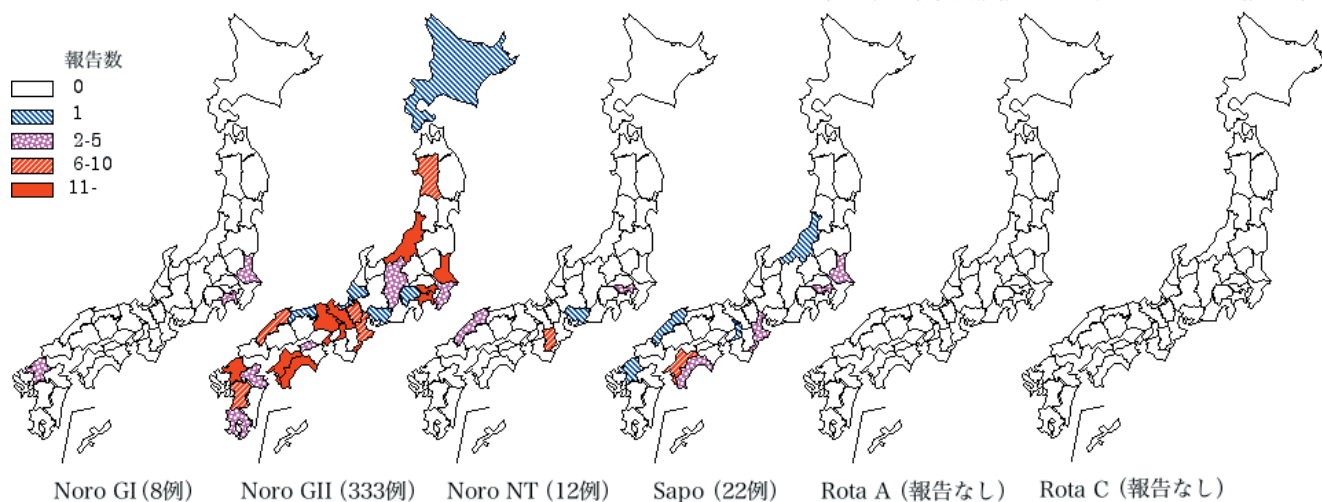 報告数
0
1
2-5
6-10
11-
Noro GI (8例)
Noro GII (333例)
Noro NT (12例)
Sapo (22例)
Rota A (報告なし)
Rota C (報告なし)